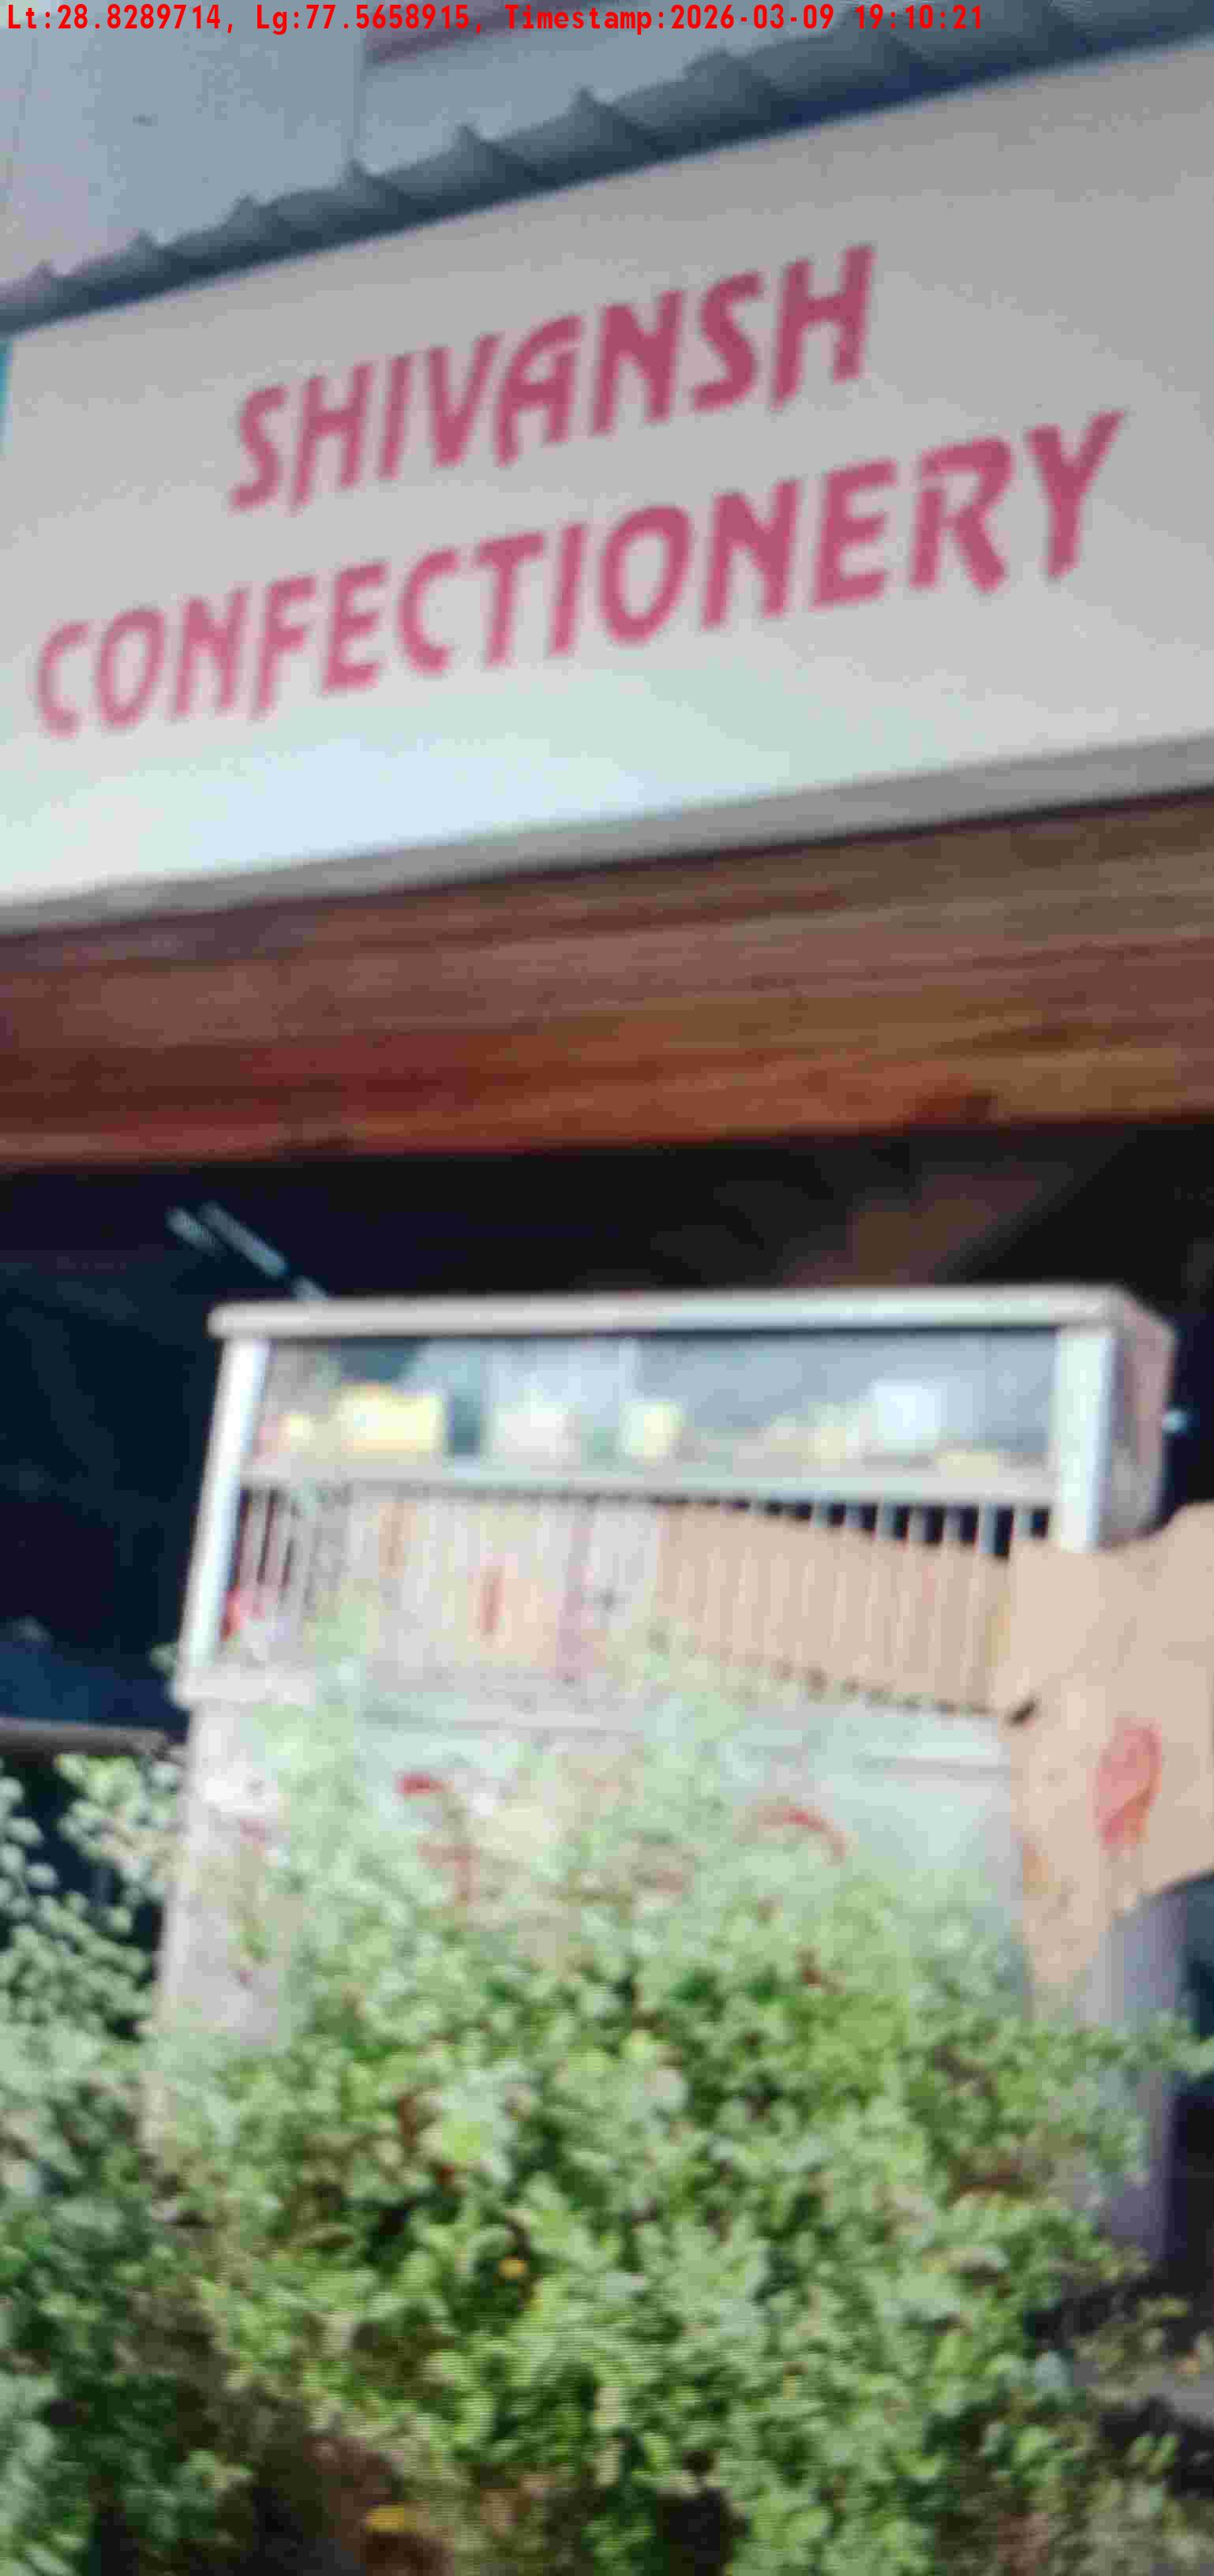 Lt:28.8289714, Lg:77.5658915, Timestamp:2026-03-09 19:10:21
SHIVANSH
CONFECTIONERY